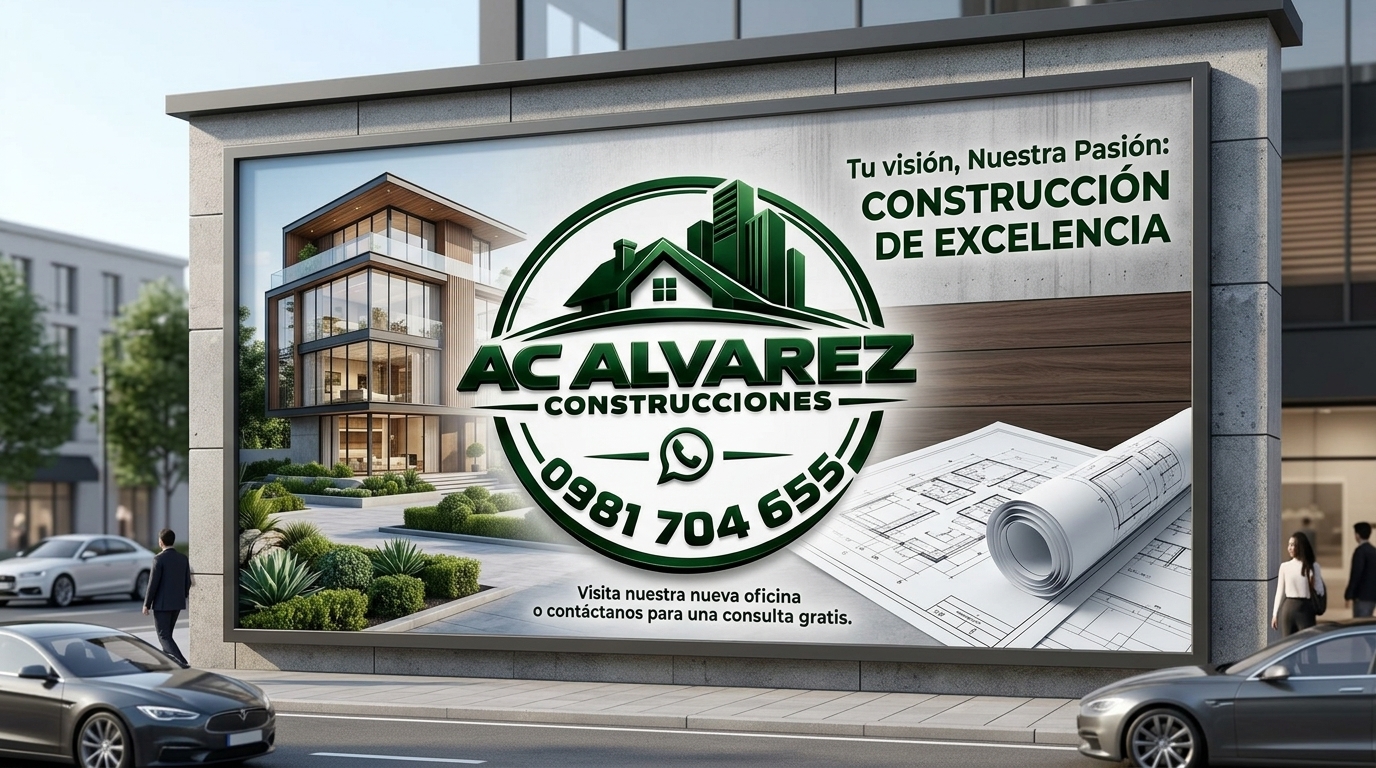 Tu visión, Nuestra Pasión:
CONSTRUCCIÓN
DE EXCELENCIA
AC ALVAREZ
CONSTRUCCIONES
0981 704 655
Visita nuestra nueva oficina
o contáctanos para una consulta gratis.